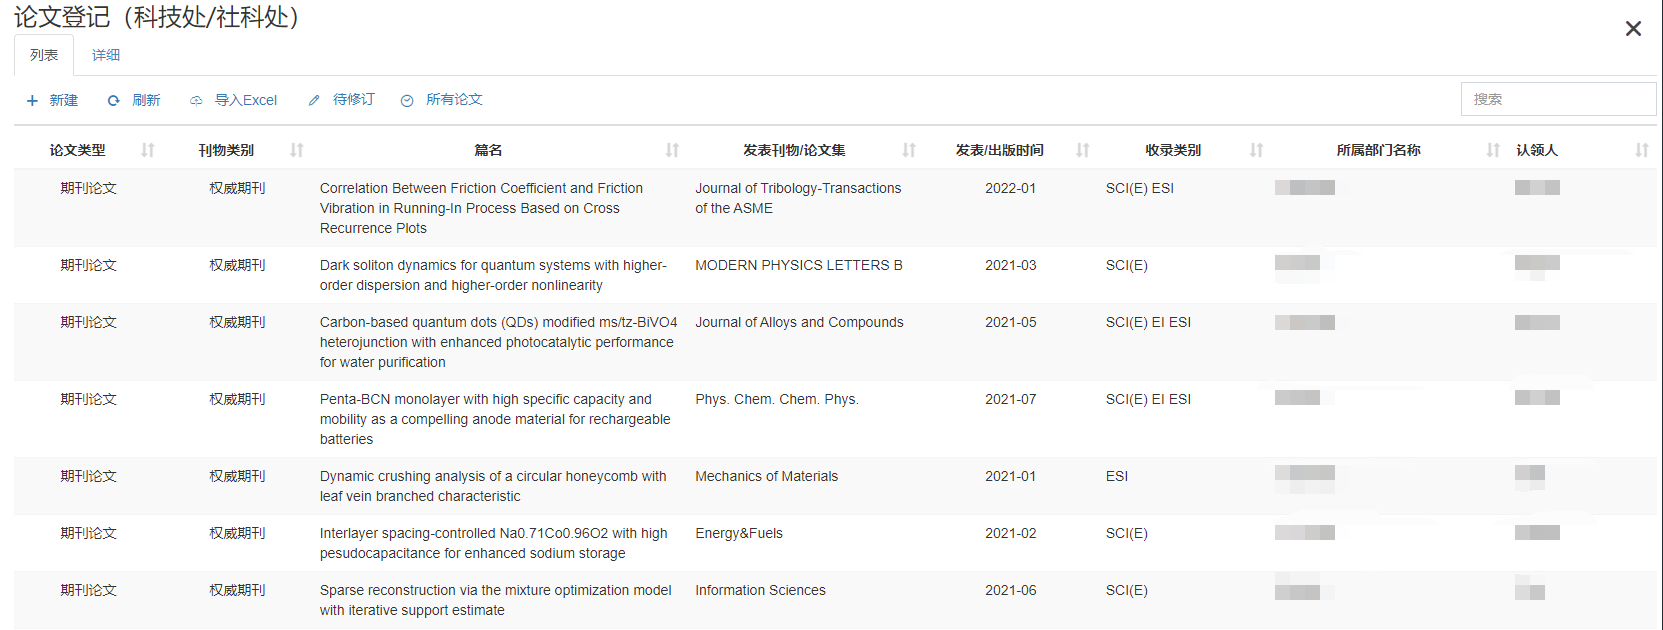 论文登记（科技处/社科处）
列表 详细
新建 刷新 导入Excel 待修订 所有论文 搜索
论文类型 刊物类别 篇名 发表刊物/论文集 发表/出版时间 收录类别 所属部门名称 认领人
期刊论文 权威期刊 Correlation Between Friction Coefficient and Friction Journal of Tribology-Transactions 2022-01 SCI(E) ESI
Vibration in Running-In Process Based on Cross of the ASME
Recurrence Plots
期刊论文 权威期刊 Dark soliton dynamics for quantum systems with higher- MODERN PHYSICS LETTERS B 2021-03 SCI(E)
order dispersion and higher-order nonlinearity
期刊论文 权威期刊 Carbon-based quantum dots (QDs) modified ms/tz-BiVO4 Journal of Alloys and Compounds 2021-05 SCI(E) EI ESI
heterojunction with enhanced photocatalytic performance
for water purification
期刊论文 权威期刊 Penta-BCN monolayer with high specific capacity and Phys. Chem. Chem. Phys. 2021-07 SCI(E) EI ESI
mobility as a compelling anode material for rechargeable
batteries
期刊论文 权威期刊 Dynamic crushing analysis of a circular honeycomb with Mechanics of Materials 2021-01 ESI
leaf vein branched characteristic
期刊论文 权威期刊 Interlayer spacing-controlled Na0.71Co0.96O2 with high Energy&Fuels 2021-02 SCI(E)
pesudocapacitance for enhanced sodium storage
期刊论文 权威期刊 Sparse reconstruction via the mixture optimization model Information Sciences 2021-06 SCI(E)
with iterative support estimate